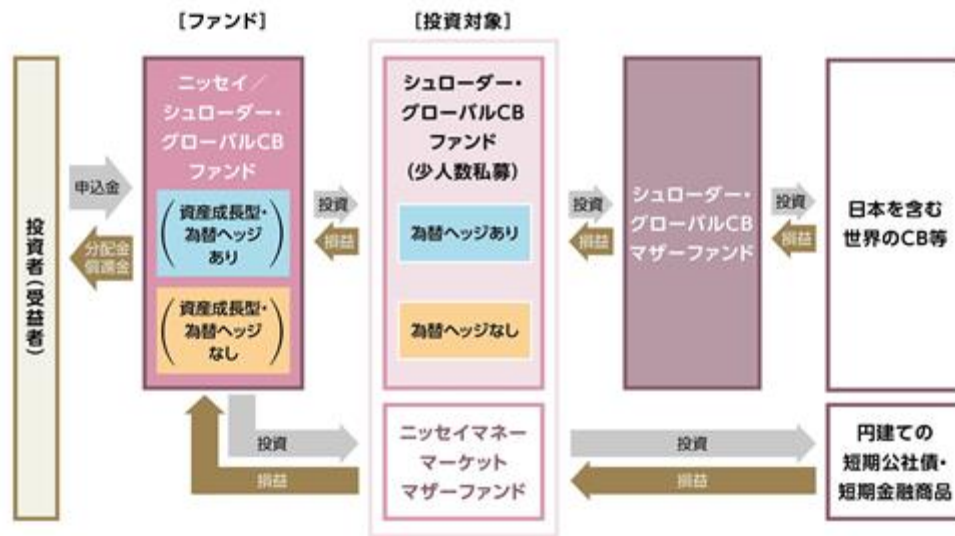 [ファンド]
[投資対象]
投資者(受益者)
申込金
分配金
償還金
ニッセイ／
シュローダー・
グローバルCB
ファンド
(資産成長型・
為替ヘッジ
あり)
(資産成長型・
為替ヘッジ
なし)
投資
損益
シュローダー・
グローバルCB
ファンド
(少人数私募)
為替ヘッジあり
為替ヘッジなし
投資
損益
シュローダー・
グローバルCB
マザーファンド
投資
損益
日本を含む
世界のCB等
投資
損益
ニッセイマネー
マーケット
マザーファンド
投資
損益
円建ての
短期公社債・
短期金融商品